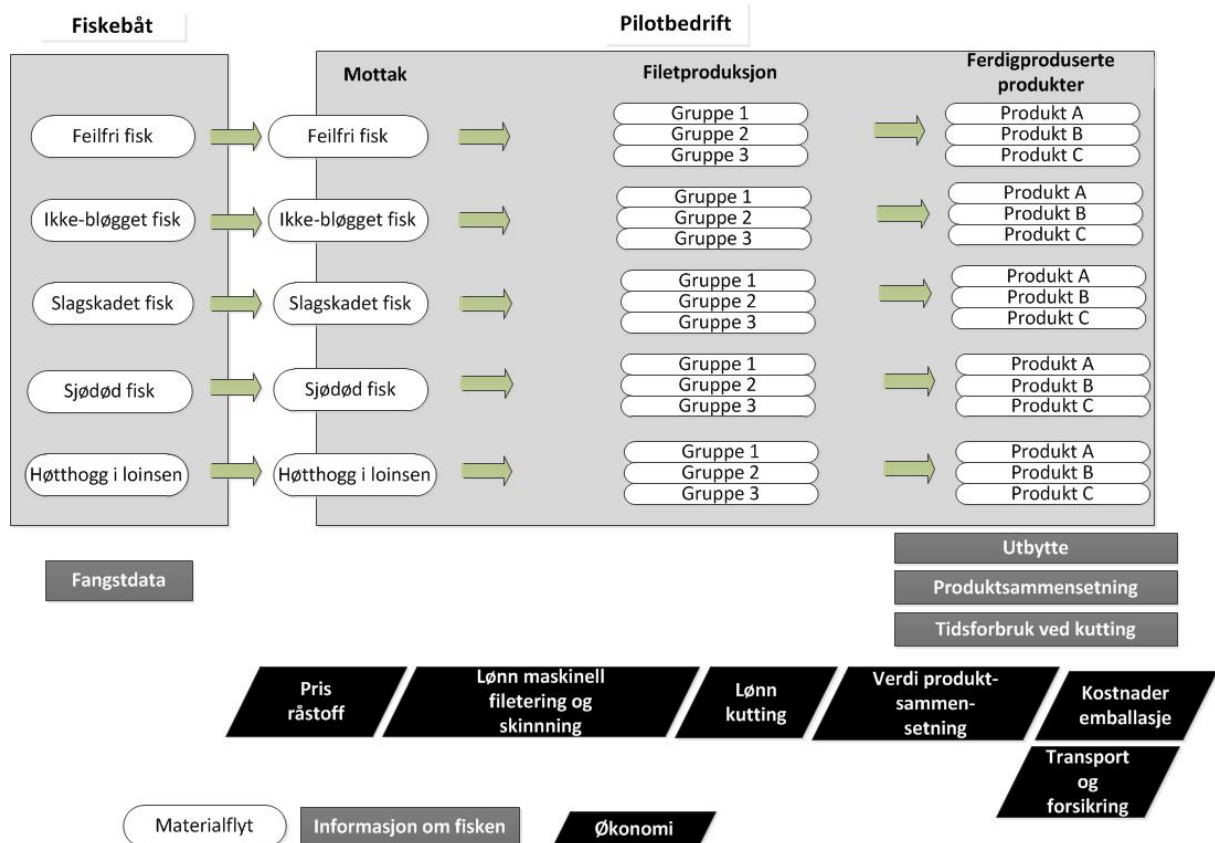 Fiskebåt
Pilotbedrift
Mottak
Filetproduksjon
Ferdigproduserte
produkter
Feilfri fisk
Feilfri fisk
Gruppe 1
Gruppe 2
Gruppe 3
Produkt A
Produkt B
Produkt C
Ikke-bløgget fisk
Ikke-bløgget fisk
Gruppe 1
Gruppe 2
Gruppe 3
Produkt A
Produkt B
Produkt C
Slagskadet fisk
Slagskadet fisk
Gruppe 1
Gruppe 2
Gruppe 3
Produkt A
Produkt B
Produkt C
Sjødød fisk
Sjødød fisk
Gruppe 1
Gruppe 2
Gruppe 3
Produkt A
Produkt B
Produkt C
Høtthogg i loinsen
Høtthogg i loinsen
Gruppe 1
Gruppe 2
Gruppe 3
Produkt A
Produkt B
Produkt C
Fangstdata
Utbytte
Produktsammensetning
Tidsforbruk ved kutting
Pris
råstoff
Lønn maskinell
filetering og
skinnning
Lønn
kutting
Verdi produkt-
sammen-
setning
Kostnader
emballasje
Transport
og
forsikring
Materialflyt
Informasjon om fisken
Økonomi